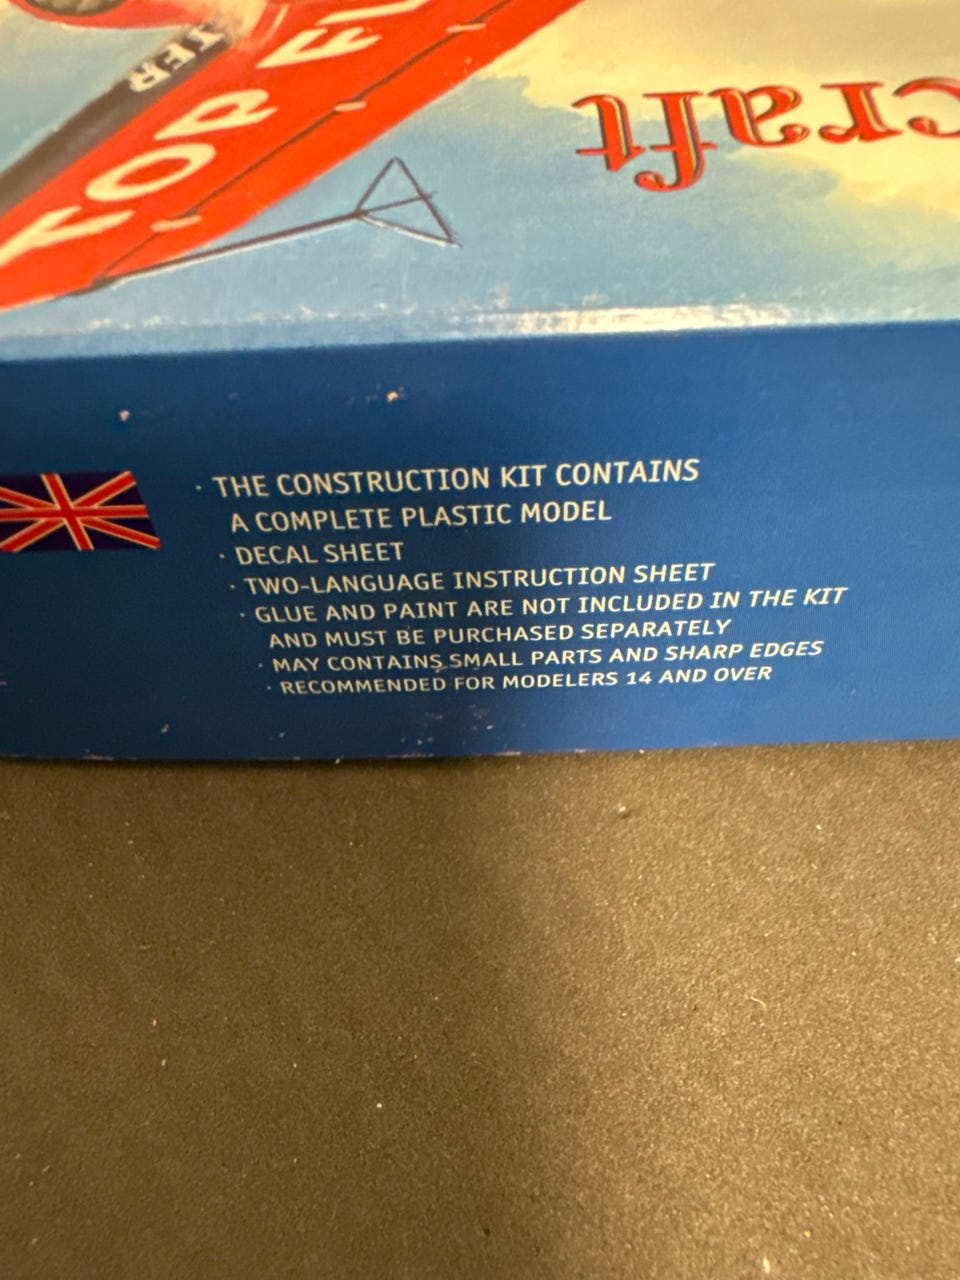 TER
TOP FL
craft
· THE CONSTRUCTION KIT CONTAINS
A COMPLETE PLASTIC MODEL
· DECAL SHEET
· TWO-LANGUAGE INSTRUCTION SHEET
· GLUE AND PAINT ARE NOT INCLUDED IN THE KIT
AND MUST BE PURCHASED SEPARATELY
· MAY CONTAINS SMALL PARTS AND SHARP EDGES
· RECOMMENDED FOR MODELERS 14 AND OVER